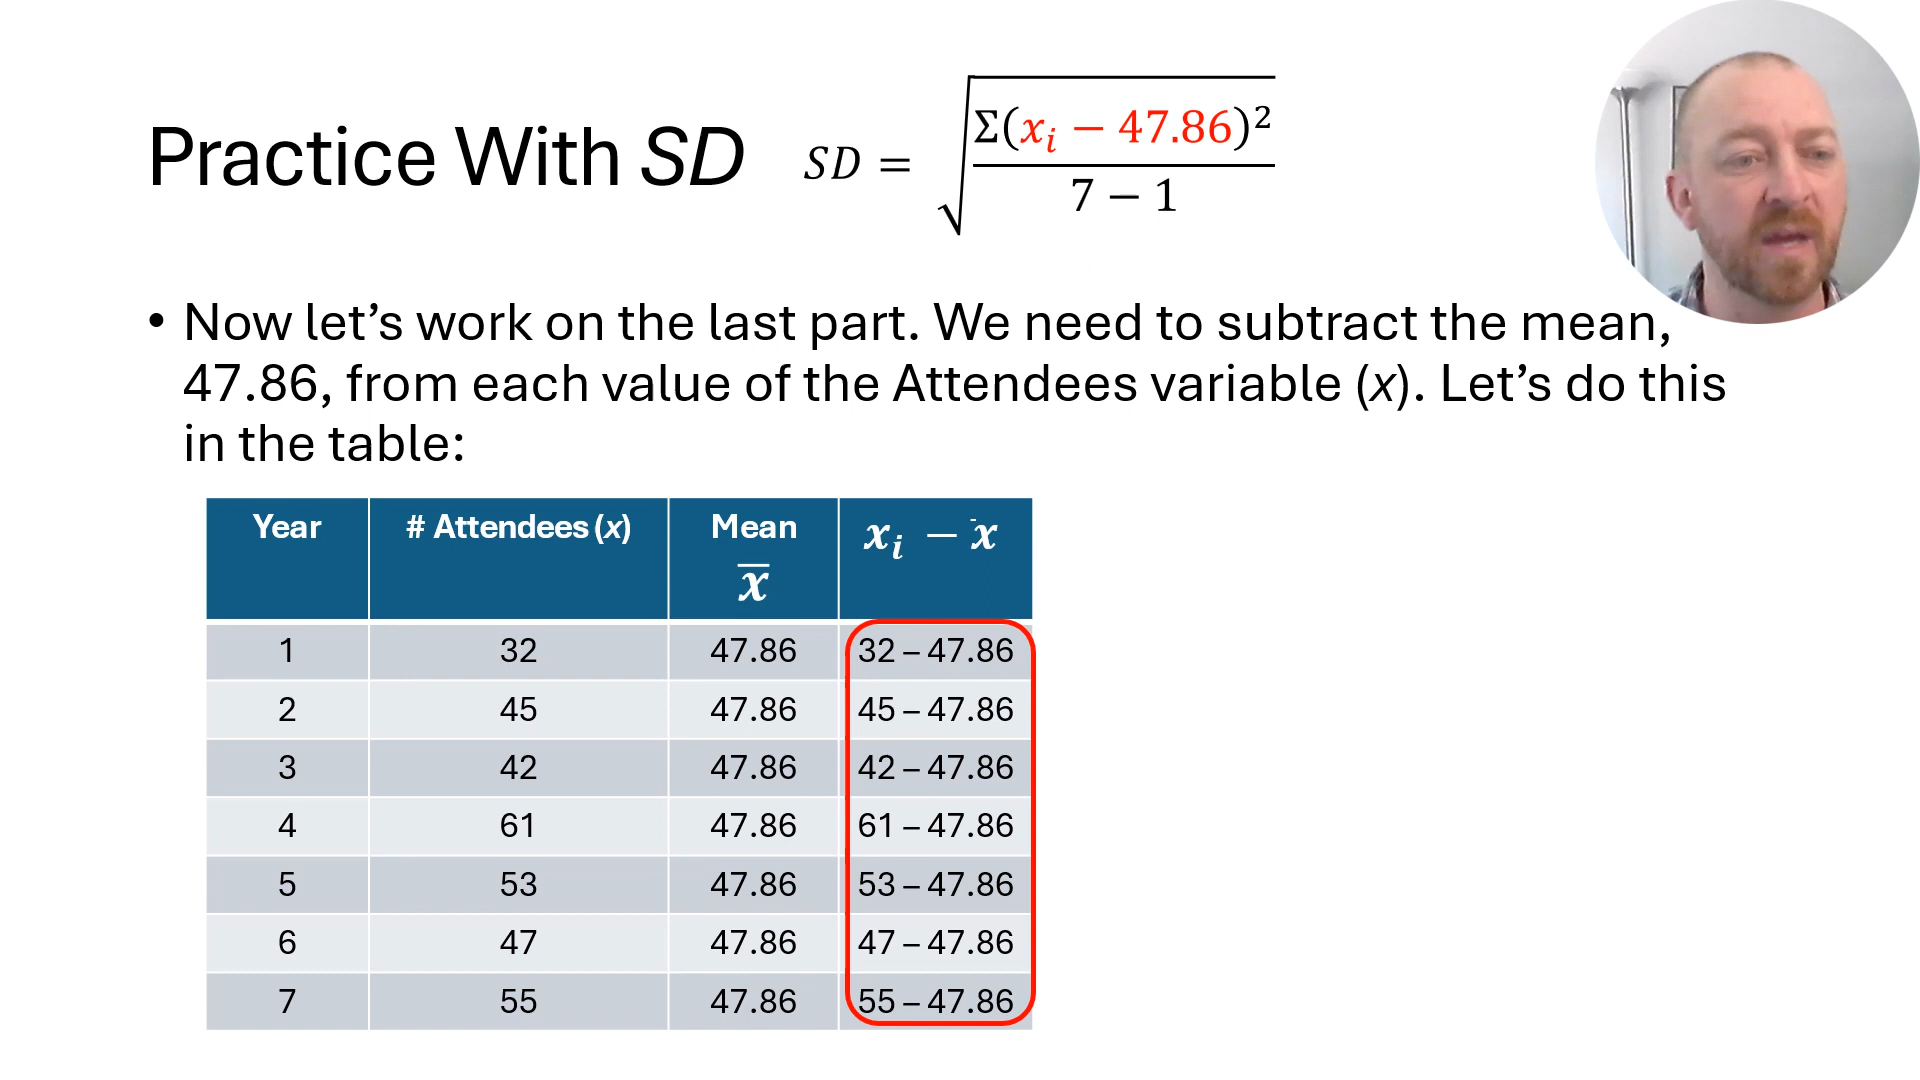 Practice With SD SD = √(Σ(xᵢ − 47.86)² / (7 − 1))
• Now let’s work on the last part. We need to subtract the mean,
47.86, from each value of the Attendees variable (x). Let’s do this
in the table:
Year # Attendees (x) Mean x̅ xᵢ − x̄
1 32 47.86 32 – 47.86
2 45 47.86 45 – 47.86
3 42 47.86 42 – 47.86
4 61 47.86 61 – 47.86
5 53 47.86 53 – 47.86
6 47 47.86 47 – 47.86
7 55 47.86 55 – 47.86